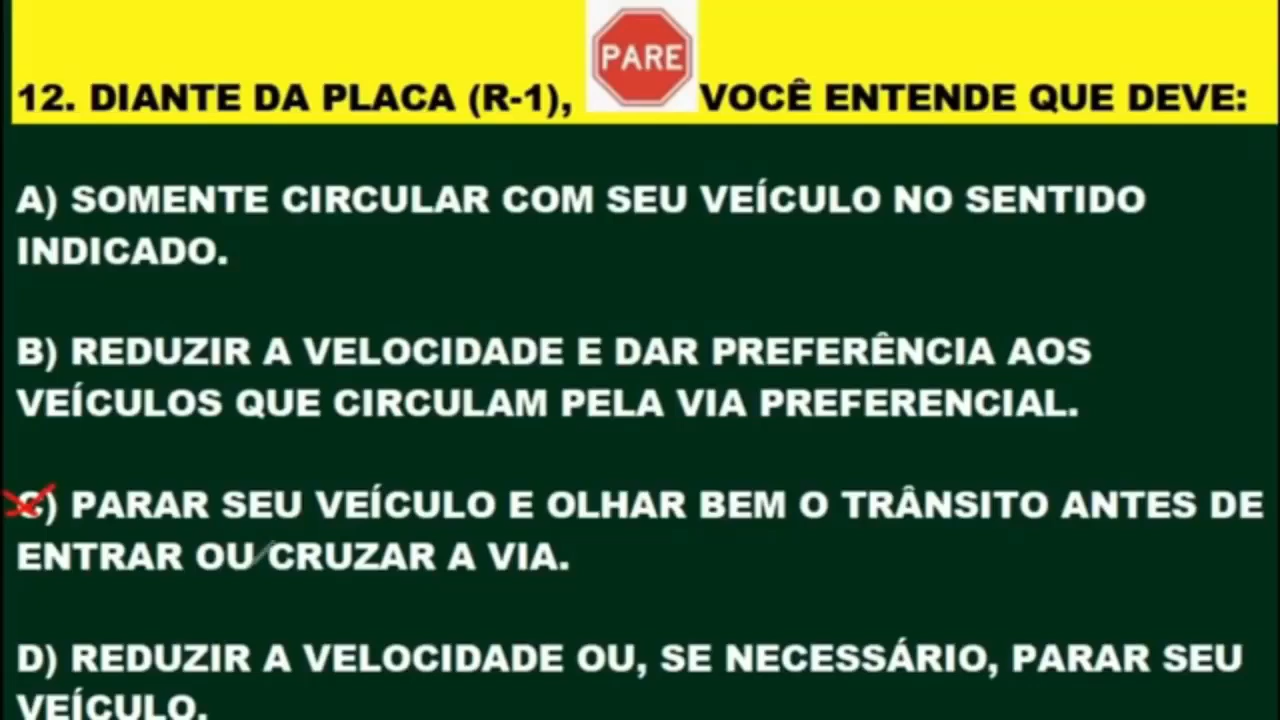 12. DIANTE DA PLACA (R-1), PARE VOCÊ ENTENDE QUE DEVE:
A) SOMENTE CIRCULAR COM SEU VEÍCULO NO SENTIDO
INDICADO.
B) REDUZIR A VELOCIDADE E DAR PREFERÊNCIA AOS
VEÍCULOS QUE CIRCULAM PELA VIA PREFERENCIAL.
C) PARAR SEU VEÍCULO E OLHAR BEM O TRÂNSITO ANTES DE
ENTRAR OU CRUZAR A VIA.
D) REDUZIR A VELOCIDADE OU, SE NECESSÁRIO, PARAR SEU
VEÍCULO.